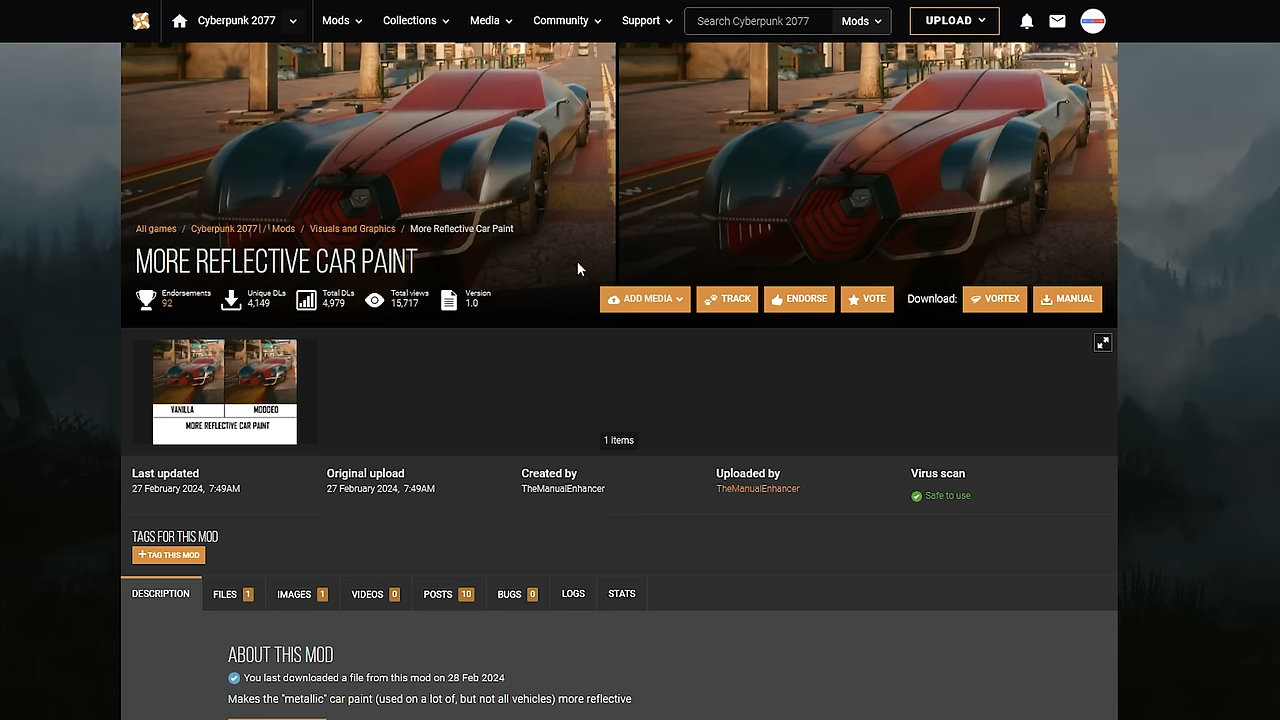 Cyberpunk 2077 Mods Collections Media Community Support Search Cyberpunk 2077 Mods UPLOAD
All games / Cyberpunk 2077 / Mods / Visuals and Graphics / More Reflective Car Paint
MORE REFLECTIVE CAR PAINT
Endorsements Unique DLs Total DLs Total views Version
92 4,149 4,979 15,717 1.0
ADD MEDIA TRACK ENDORSE VOTE Download: VORTEX MANUAL
VANILLA MODDED
MORE REFLECTIVE CAR PAINT
1 items
Last updated Original upload Created by Uploaded by Virus scan
27 February 2024, 7:49AM 27 February 2024, 7:49AM TheManualEnhancer TheManualEnhancer Safe to use
TAGS FOR THIS MOD
+ TAG THIS MOD
DESCRIPTION FILES 1 IMAGES 1 VIDEOS 0 POSTS 10 BUGS 0 LOGS STATS
ABOUT THIS MOD
You last downloaded a file from this mod on 28 Feb 2024
Makes the "metallic" car paint (used on a lot of, but not all vehicles) more reflective